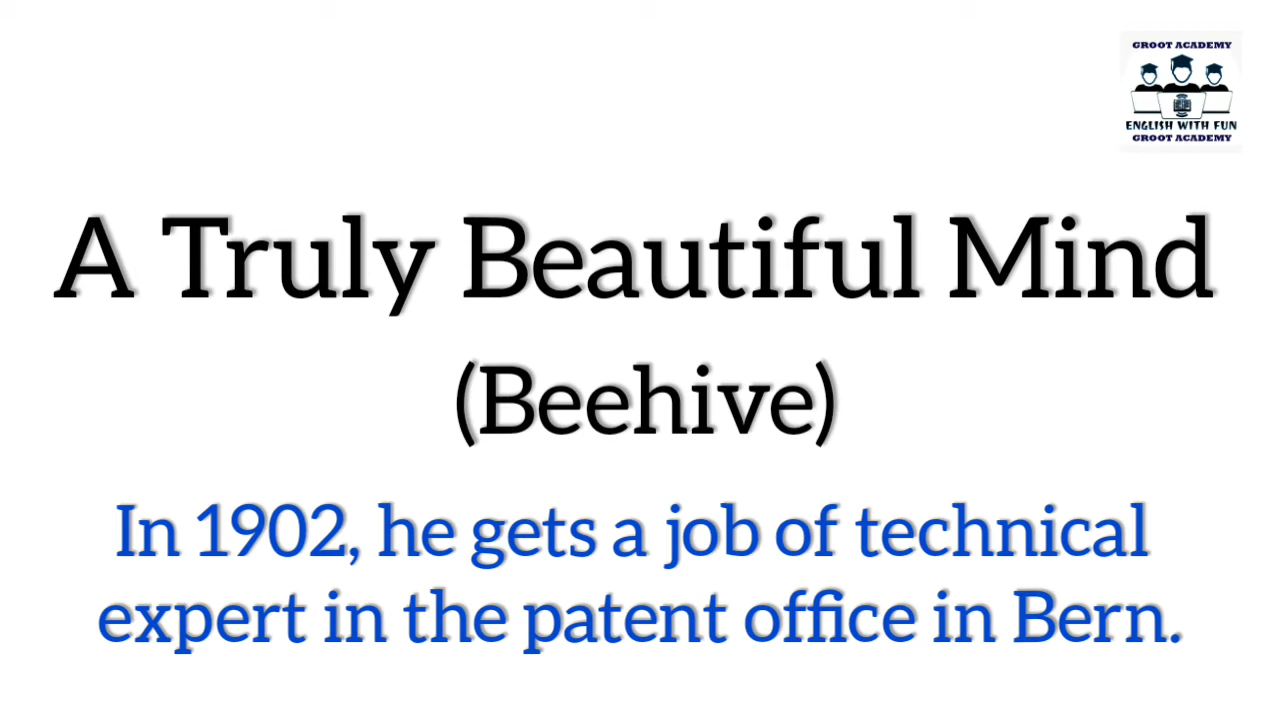 GROOT ACADEMY
ENGLISH WITH FUN
GROOT ACADEMY
A Truly Beautiful Mind
(Beehive)
In 1902, he gets a job of technical
expert in the patent office in Bern.